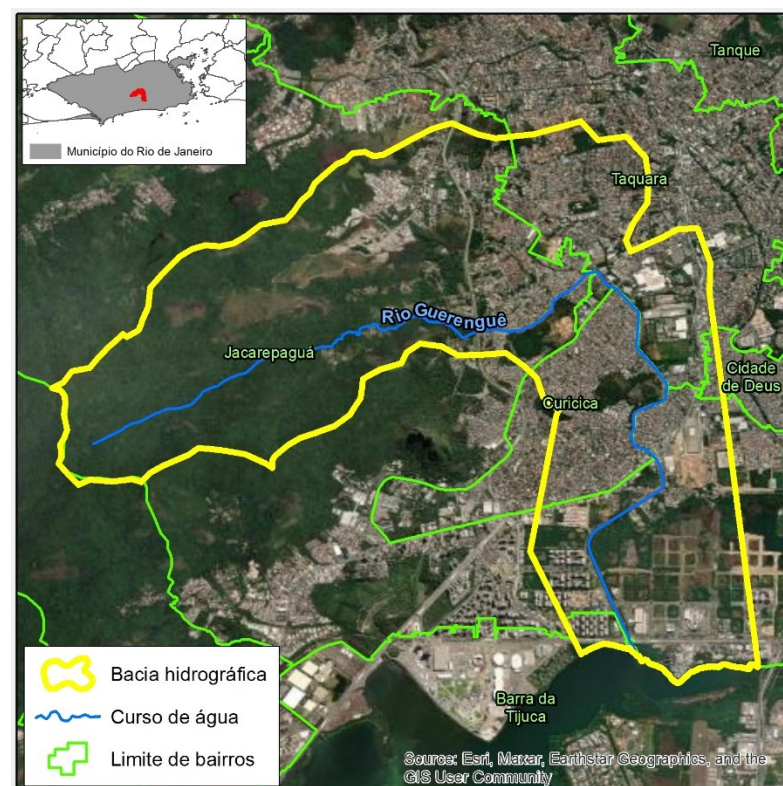 Município do Rio de Janeiro
Tanque
Taquara
Rio Guerenguê
Jacarepaguá
Cidade
de Deus
Curicica
Bacia hidrográfica
Curso de água
Limite de bairros
Barra da
Tijuca
Source: Esri, Maxar, Earthstar Geographics, and the
GIS User Community